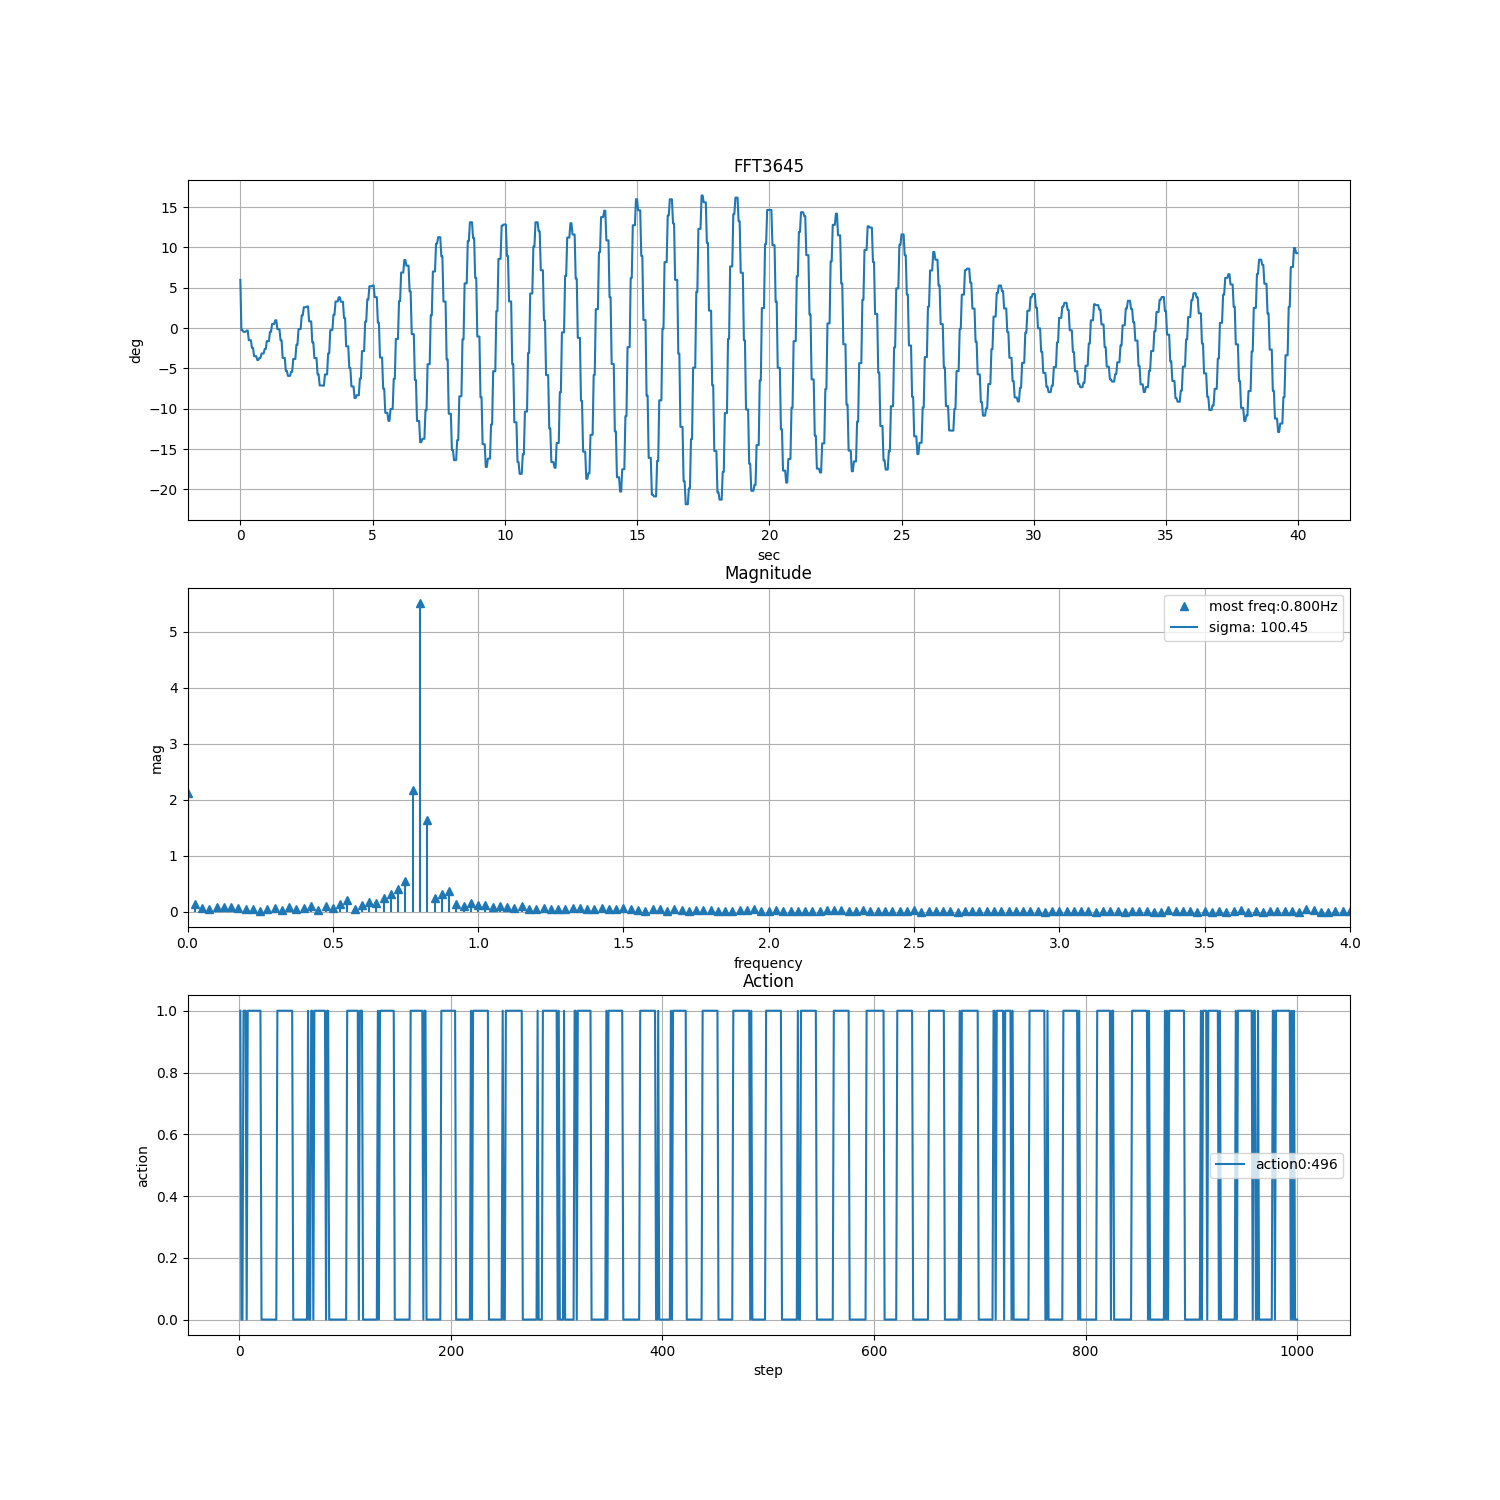 FFT3645
15
10
5
0
−5
−10
−15
−20
deg
0 5 10 15 20 25 30 35 40
sec
Magnitude
most freq:0.800Hz
sigma: 100.45
5
4
3
2
1
0
mag
0.0 0.5 1.0 1.5 2.0 2.5 3.0 3.5 4.0
frequency
Action
1.0
0.8
0.6
0.4
0.2
0.0
action
action0:496
0 200 400 600 800 1000
step